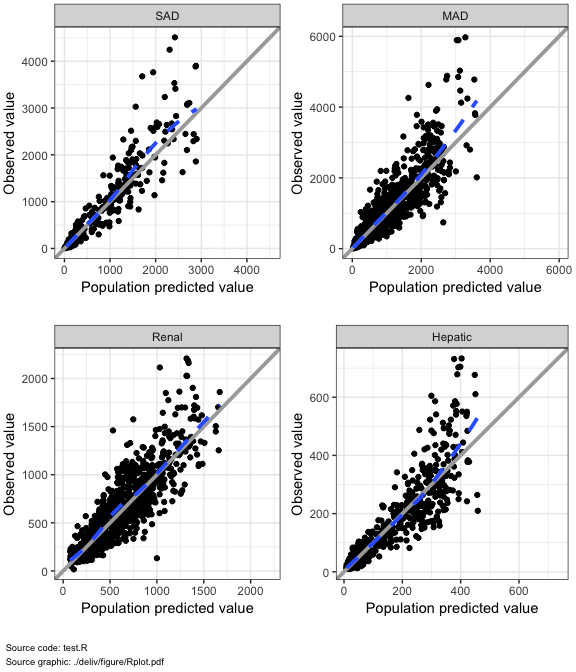 SAD
MAD
Observed value
4000
3000
2000
1000
0
0
1000
2000
3000
4000
Population predicted value
Observed value
6000
4000
2000
0
0
2000
4000
6000
Population predicted value
Renal
Hepatic
Observed value
2000
1500
1000
500
0
0
500
1000
1500
2000
Population predicted value
Observed value
600
400
200
0
0
200
400
600
Population predicted value
Source code: test.R
Source graphic: ./deliv/figure/Rplot.pdf